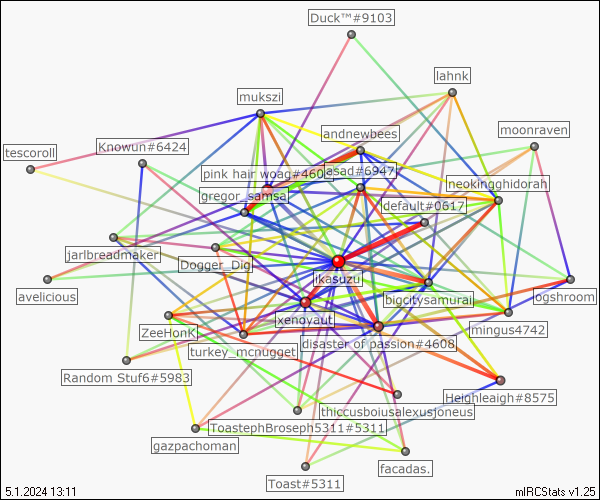 Duck™#9103
lahnk
mukszi
andnewbees
moonraven
Knowun#6424
tescoroll
pink hair woag#460
asad#6947
neokingghidorah
gregor_samsa
default#0617
jarlbreadmaker
Dogger_Digi
ikasuzu
avelicious
bigcitysamurai
ogshroom
xenovaut
mingus4742
ZeeHonK
disaster of passion#4608
turkey_mcnugget
Random Stuf6#5983
Heighleaigh#8575
thiccusboiusalexusjoneus
ToastephBroseph5311#5311
gazpachoman
facadas.
Toast#5311
5.1.2024 13:11
mIRCStats v1.25